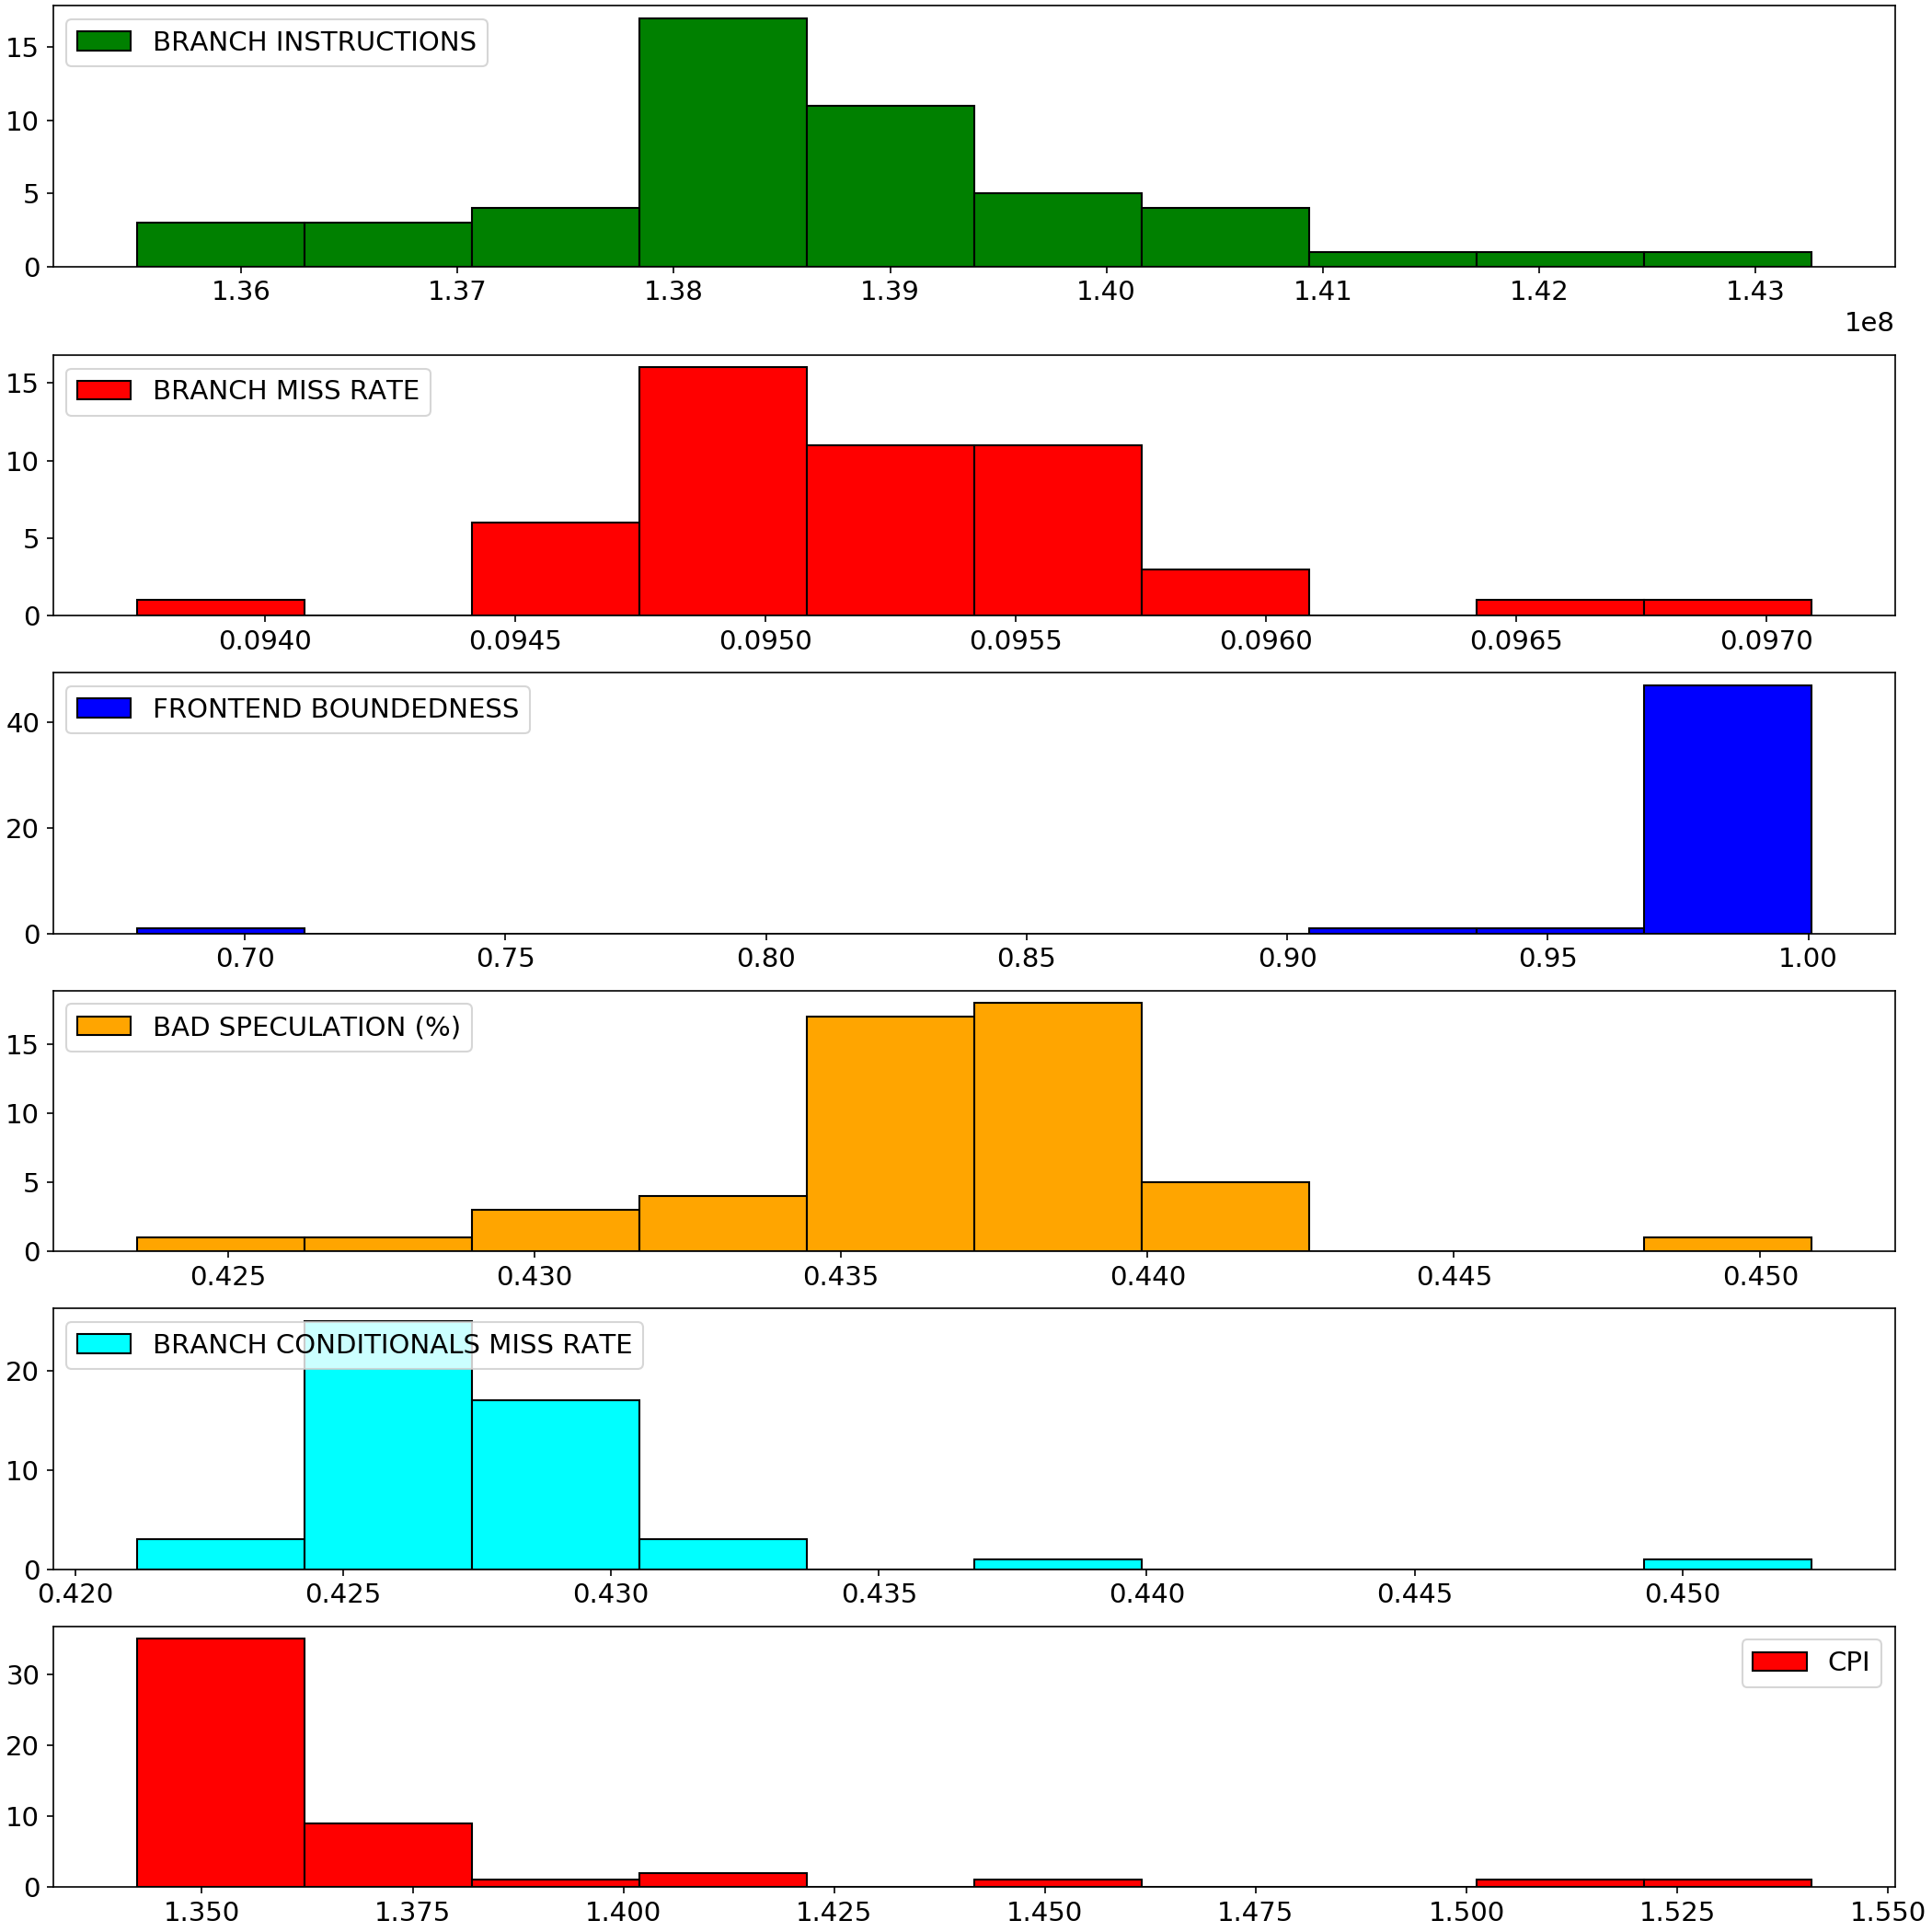 BRANCH INSTRUCTIONS
15
10
5
0
1.36 1.37 1.38 1.39 1.40 1.41 1.42 1.43
1e8
BRANCH MISS RATE
15
10
5
0
0.0940 0.0945 0.0950 0.0955 0.0960 0.0965 0.0970
FRONTEND BOUNDEDNESS
40
20
0
0.70 0.75 0.80 0.85 0.90 0.95 1.00
BAD SPECULATION (%)
15
10
5
0
0.425 0.430 0.435 0.440 0.445 0.450
BRANCH CONDITIONALS MISS RATE
20
10
0
0.420 0.425 0.430 0.435 0.440 0.445 0.450
CPI
30
20
10
0
1.350 1.375 1.400 1.425 1.450 1.475 1.500 1.525 1.550